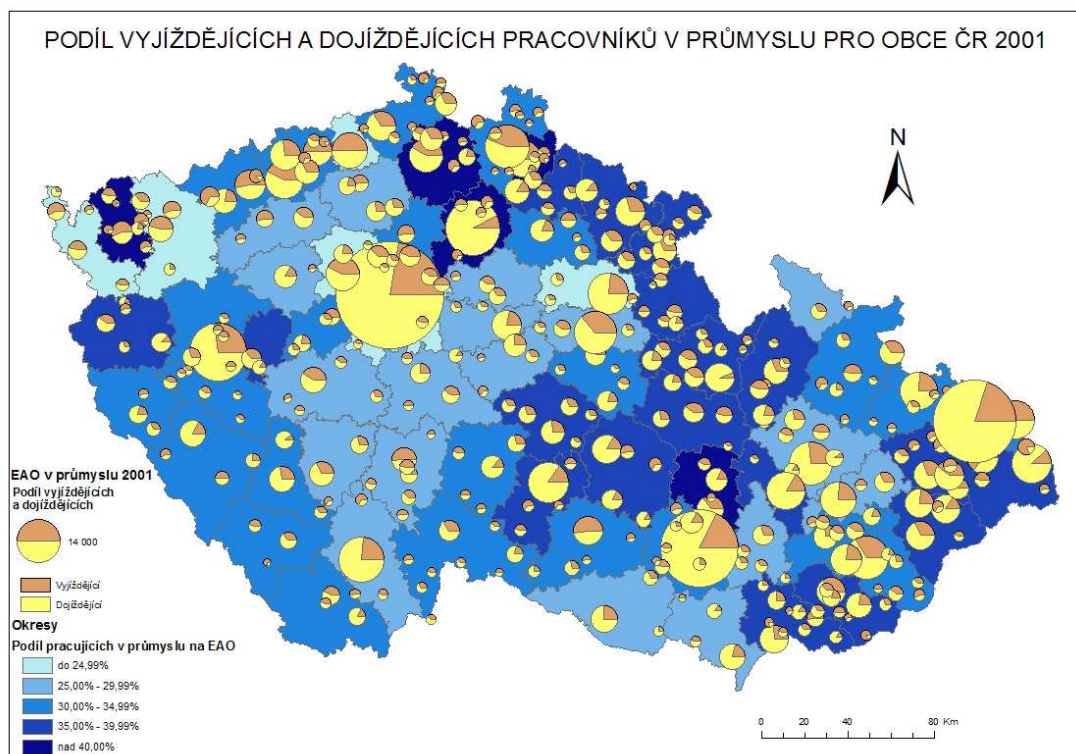 PODÍL VYJÍŽDĚJÍCÍCH A DOJÍŽDĚJÍCÍCH PRACOVNÍKŮ V PRŮMYSLU PRO OBCE ČR 2001
N
EAO v průmyslu 2001
Podíl vyjíždějících
a dojíždějících
14 000
Vyjíždějící
Dojíždějící
Okresy
Podíl pracujících v průmyslu na EAO
do 24,99%
25,00% - 29,99%
30,00% - 34,99%
35,00% - 39,99%
nad 40,00%
0 20 40 80 Km